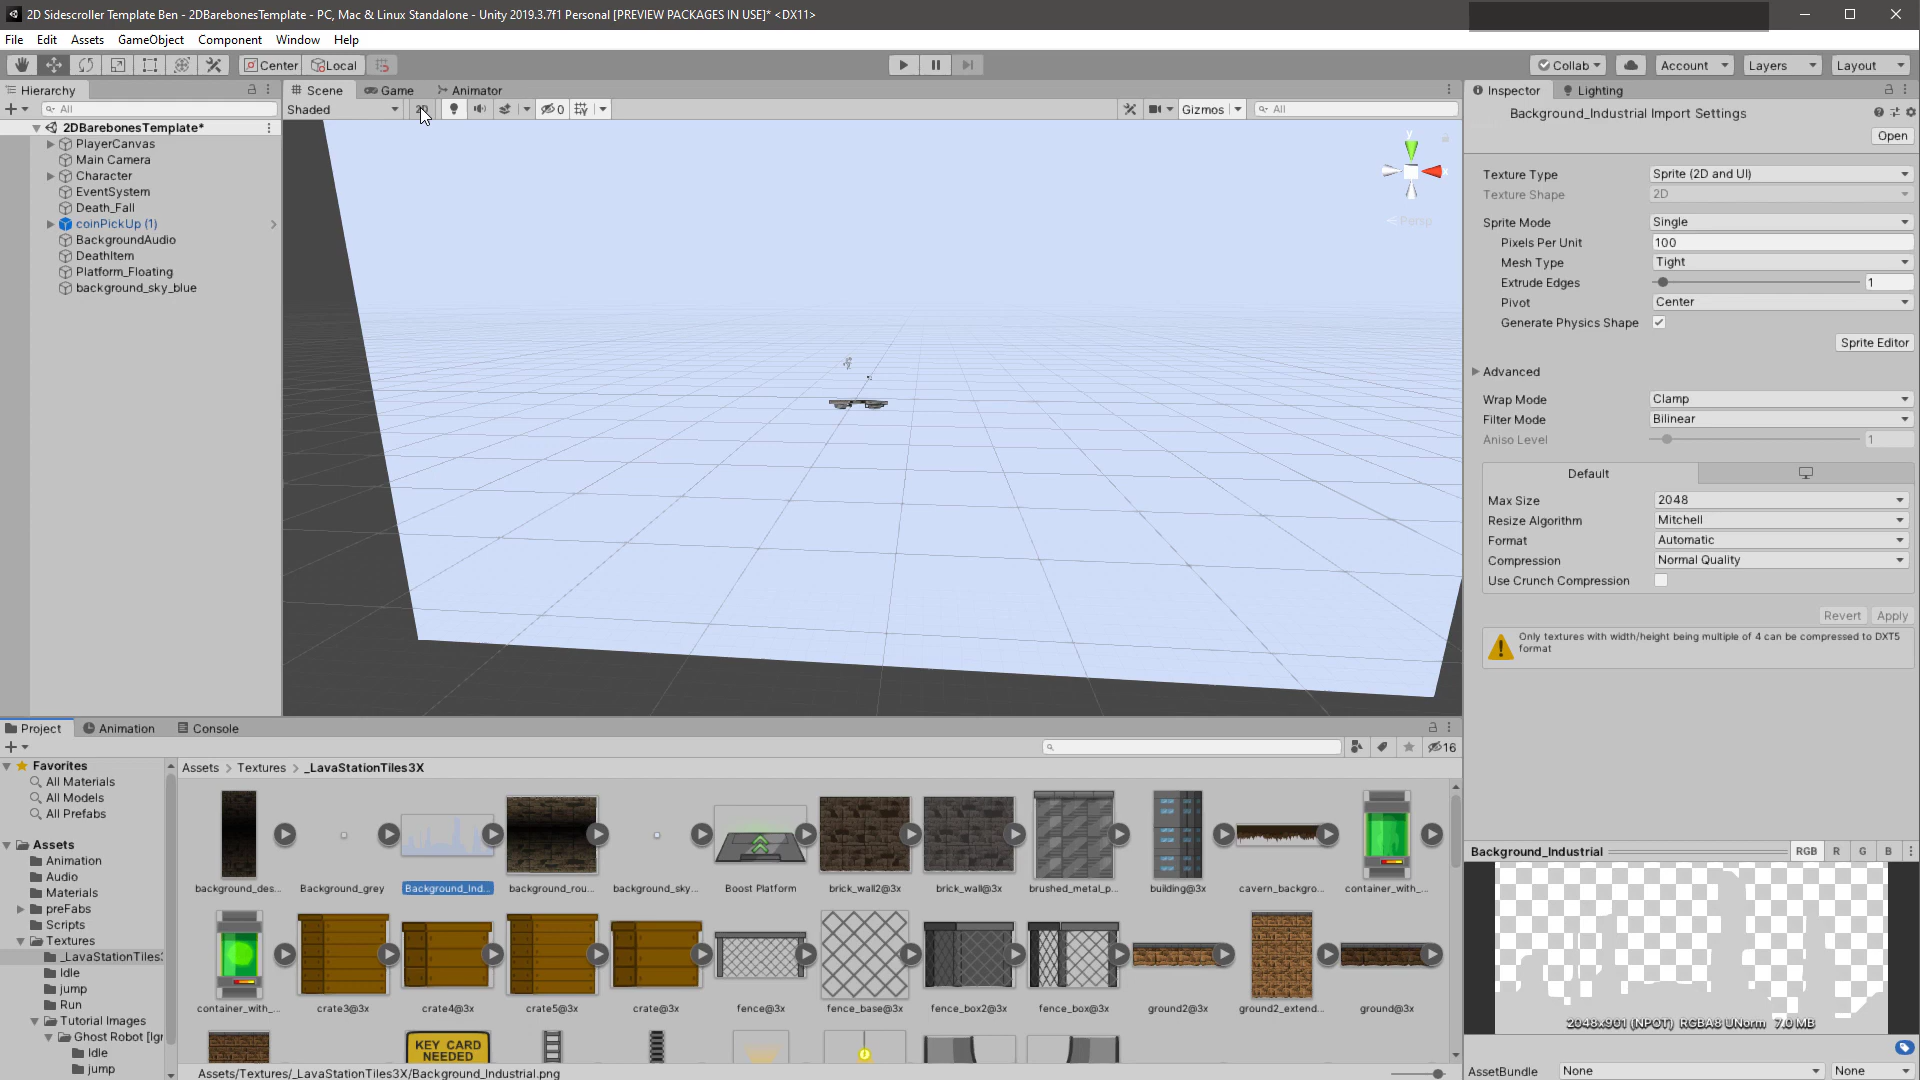 2D Sidescroller Template Ben - 2DBarebonesTemplate - PC, Mac & Linux Standalone - Unity 2019.3.7f1 Personal [PREVIEW PACKAGES IN USE]* <DX11>
File Edit Assets GameObject Component Window Help
Center Local
Collab Account Layers Layout
Hierarchy
All
2DBarebonesTemplate*
PlayerCanvas
Main Camera
Character
EventSystem
Death_Fall
coinPickUp (1)
BackgroundAudio
DeathItem
Platform_Floating
background_sky_blue
Scene Game Animator
Shaded 2D 0 Gizmos All
y
x
Persp
Inspector Lighting
Background_Industrial Import Settings
Open
Texture Type Sprite (2D and UI)
Texture Shape 2D
Sprite Mode Single
Pixels Per Unit 100
Mesh Type Tight
Extrude Edges 1
Pivot Center
Generate Physics Shape
Sprite Editor
Advanced
Wrap Mode Clamp
Filter Mode Bilinear
Aniso Level 1
Default
Max Size 2048
Resize Algorithm Mitchell
Format Automatic
Compression Normal Quality
Use Crunch Compression
Revert Apply
Only textures with width/height being multiple of 4 can be compressed to DXT5
format
Project Animation Console
16
Favorites
All Materials
All Models
All Prefabs
Assets
Animation
Audio
Materials
preFabs
Scripts
Textures
_LavaStationTiles3
Idle
jump
Run
Tutorial Images
Ghost Robot [Igr
Idle
jump
Assets > Textures > _LavaStationTiles3X
background_des... Background_grey Background_Ind... background_rou... background_sky... Boost Platform brick_wall2@3x brick_wall@3x brushed_metal_p... building@3x cavern_backgro... container_with_...
container_with_... crate3@3x crate4@3x crate5@3x crate@3x fence@3x fence_base@3x fence_box2@3x fence_box@3x ground2@3x ground2_extend... ground@3x
KEY CARD
NEEDED
Assets/Textures/_LavaStationTiles3X/Background_Industrial.png
Background_Industrial RGB R G B
2048x901 (NPOT) RGBA8 UNorm 7.0 MB
AssetBundle None None